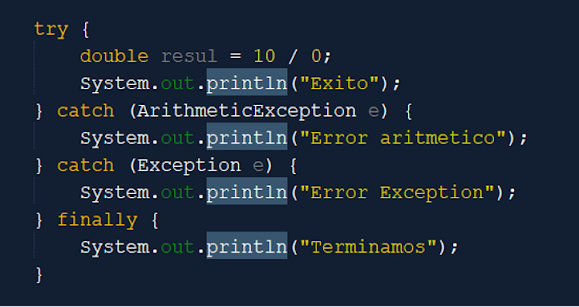 try {
    double resul = 10 / 0;
    System.out.println("Exito");
} catch (ArithmeticException e) {
    System.out.println("Error aritmetico");
} catch (Exception e) {
    System.out.println("Error Exception");
} finally {
    System.out.println("Terminamos");
}